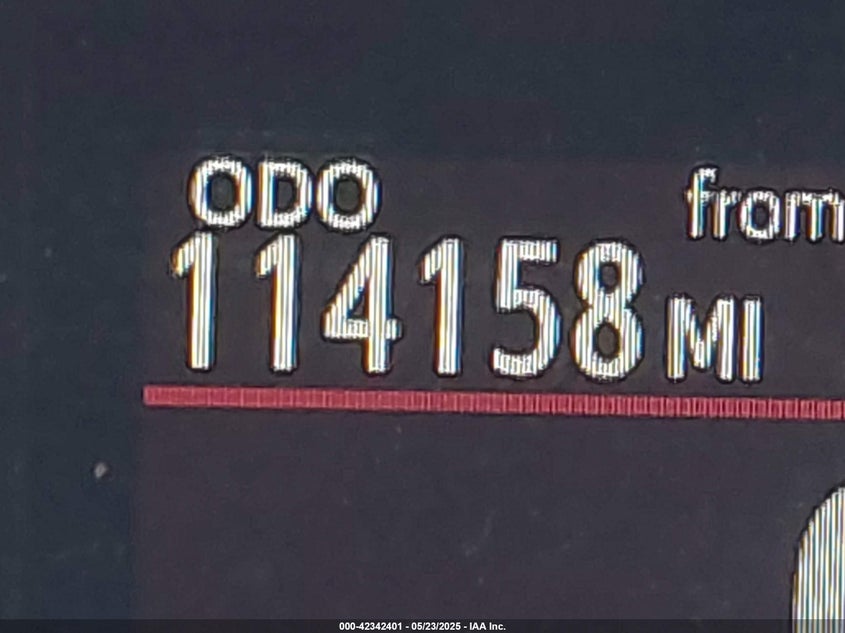 ODO
from
114158 MI
000-42342401 - 05/23/2025 - IAA Inc.